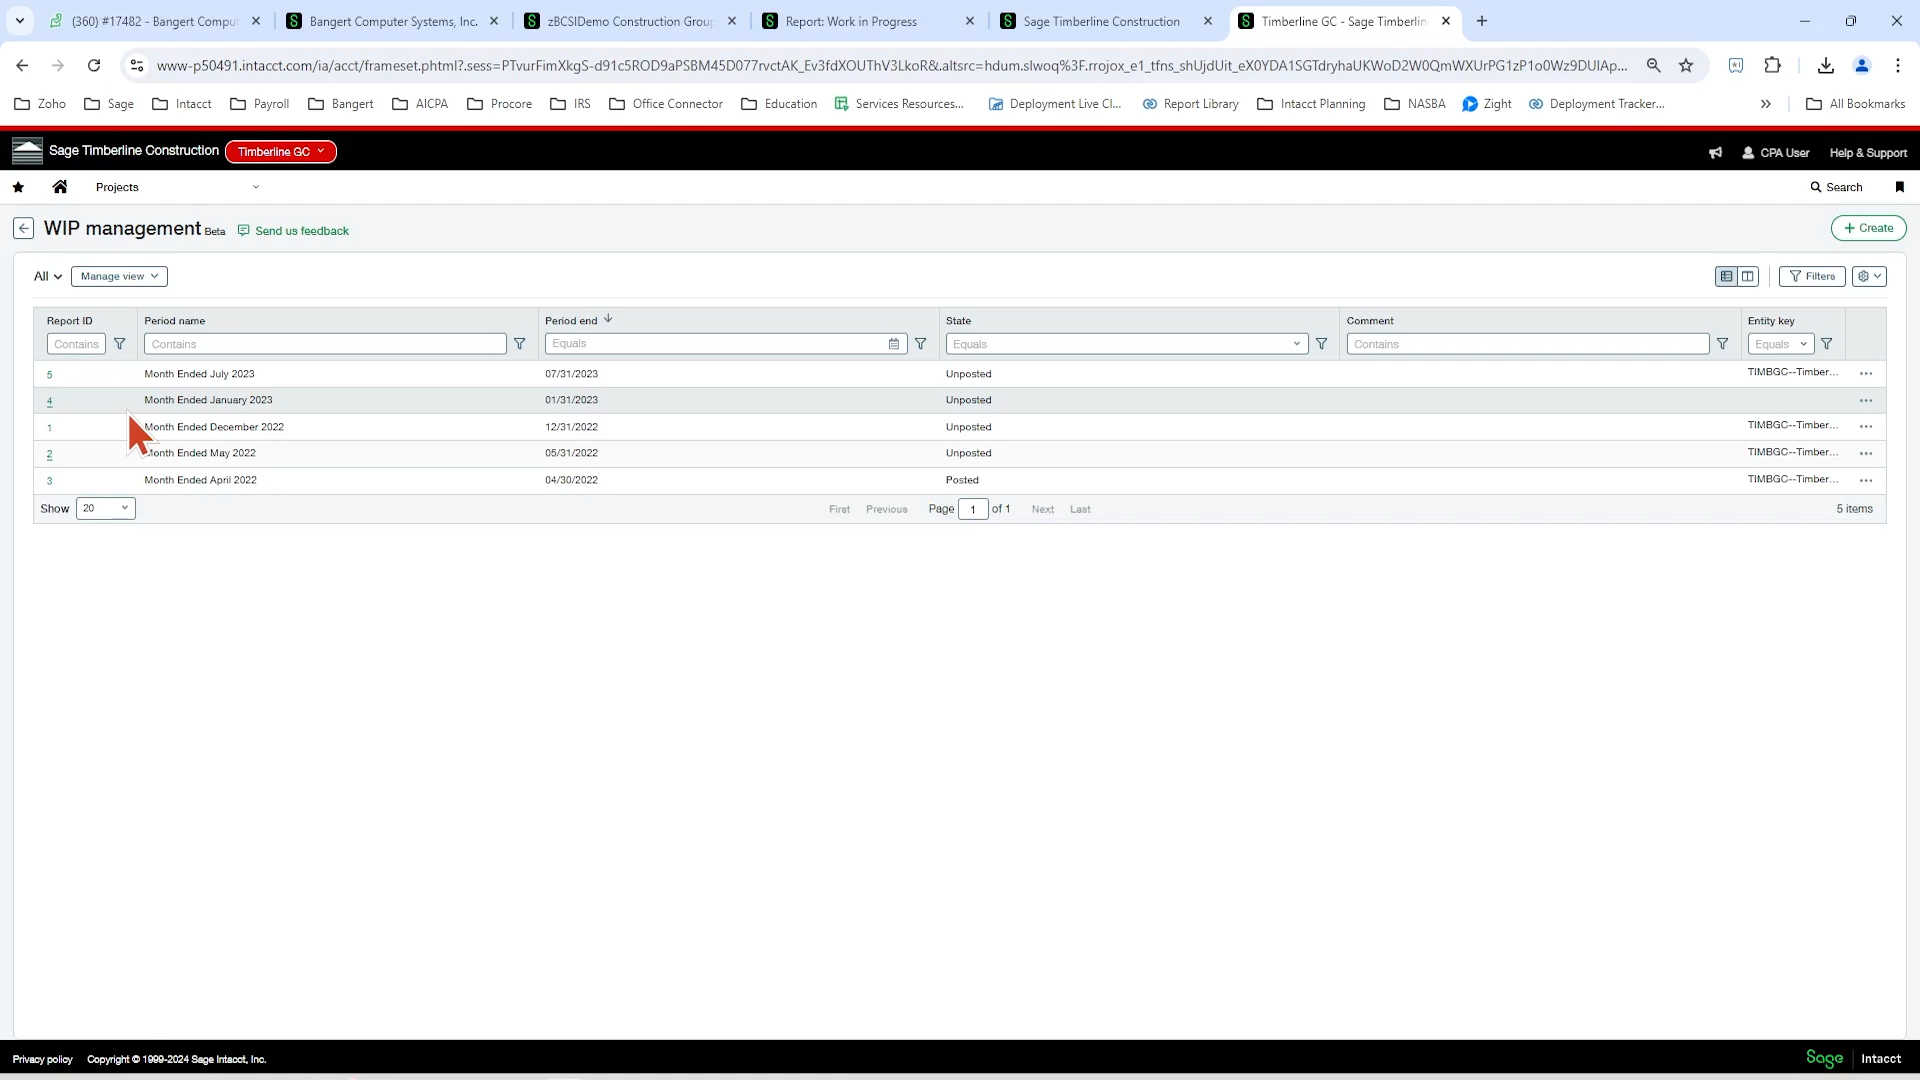 (360) #17482 - Bangert Comput
Bangert Computer Systems, Inc.
zBCSIDemo Construction Group
Report: Work in Progress
Sage Timberline Construction
Timberline GC - Sage Timberlin
www-p50491.intacct.com/ia/acct/frameset.phtml?.sess=PTvurFimXkgS-d91c5ROD9aPSBM45D077rvctAK_Ev3fdXOUThV3LkoR&.altsrc=hdum.slwoq%3F.rrojox_e1_tfns_shUjdUit_eX0YDA1SGTdryhaUKWoD2W0QmWXUrPG1zP1o0Wz9DUIAp...
Zoho
Sage
Intacct
Payroll
Bangert
AICPA
Procore
IRS
Office Connector
Education
Services Resources...
Deployment Live Cl...
Report Library
Intacct Planning
NASBA
Zight
Deployment Tracker...
All Bookmarks
Sage Timberline Construction
Timberline GC
CPA User
Help & Support
Projects
Search
WIP management Beta
Send us feedback
+ Create
All
Manage view
Filters
Report ID Period name Period end State Comment Entity key
Contains Contains Equals Equals Contains Equals
5 Month Ended July 2023 07/31/2023 Unposted TIMBGC--Timber... ...
4 Month Ended January 2023 01/31/2023 Unposted ...
1 Month Ended December 2022 12/31/2022 Unposted TIMBGC--Timber... ...
2 Month Ended May 2022 05/31/2022 Unposted TIMBGC--Timber... ...
3 Month Ended April 2022 04/30/2022 Posted TIMBGC--Timber... ...
Show 20 First Previous Page 1 of 1 Next Last 5 items
Privacy policy Copyright © 1999-2024 Sage Intacct, Inc.
Sage Intacct